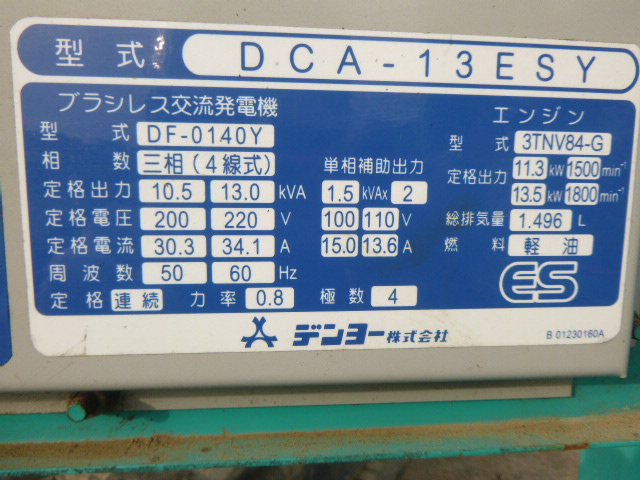 型式 DCA-13ESY
ブラシレス交流発電機
型式 DF-0140Y
相数 三相(4線式)
定格出力 10.5 13.0 kVA
定格電圧 200 220 V
定格電流 30.3 34.1 A
周波数 50 60 Hz
定格 連続 力率 0.8 極数 4
単相補助出力
1.5 kVAx 2
100 110 V
15.0 13.6 A
エンジン
型式 3TNV84-G
定格出力 11.3 kW 1500 min⁻¹
13.5 kW 1800 min⁻¹
総排気量 1.496 L
燃料 軽油
ES
デンヨー株式会社
B 01230160A